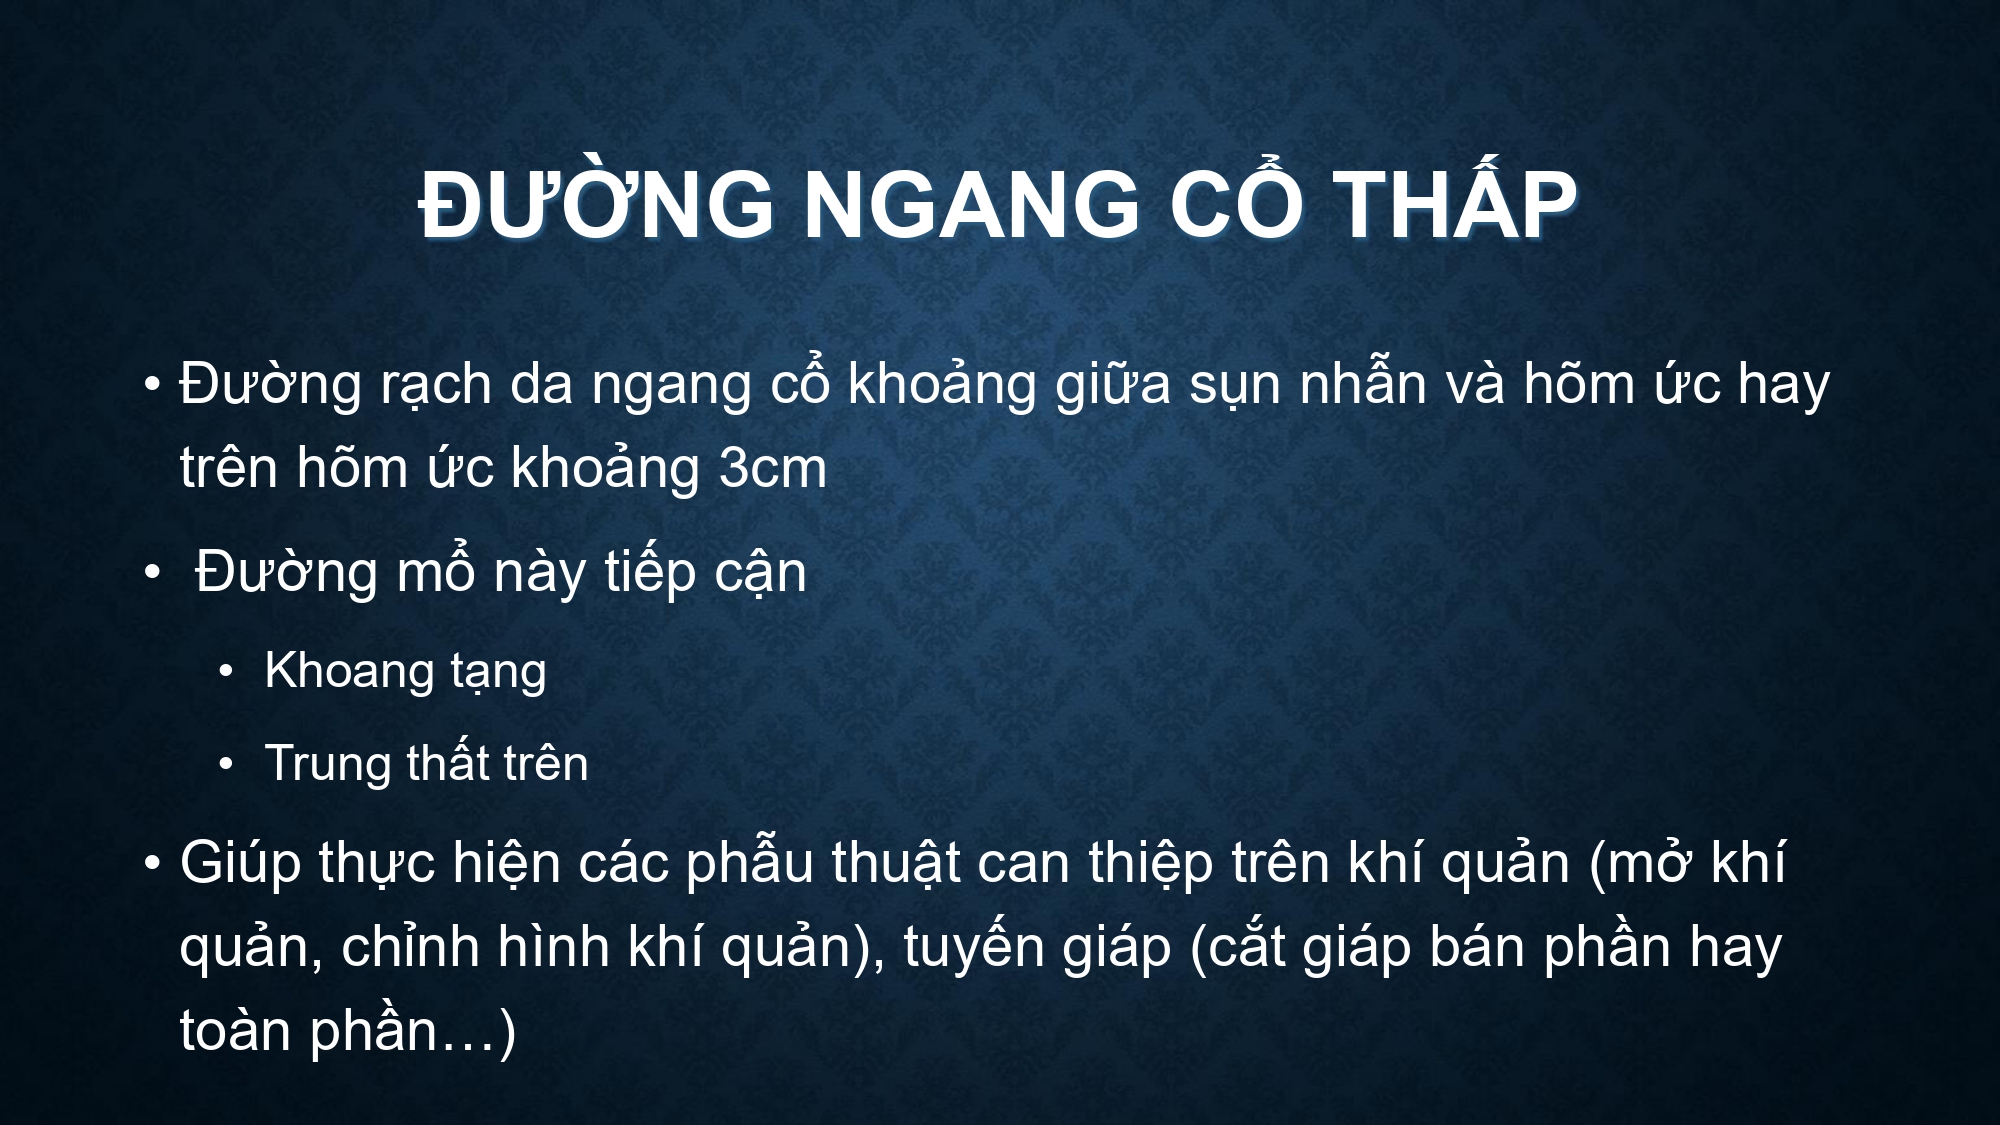 ĐƯỜNG NGANG CỔ THẤP
• Đường rạch da ngang cổ khoảng giữa sụn nhẫn và hõm ức hay
trên hõm ức khoảng 3cm
• Đường mổ này tiếp cận
• Khoang tạng
• Trung thất trên
• Giúp thực hiện các phẫu thuật can thiệp trên khí quản (mở khí
quản, chỉnh hình khí quản), tuyến giáp (cắt giáp bán phần hay
toàn phần…)